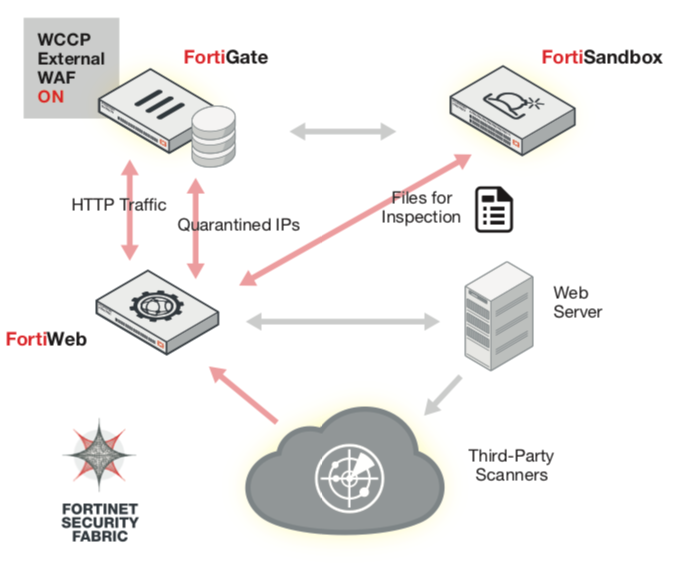 WCCP
External
WAF
ON
FortiGate
FortiSandbox
HTTP Traffic
Quarantined IPs
Files for
Inspection
FortiWeb
Web
Server
Third-Party
Scanners
FORTINET
SECURITY
FABRIC